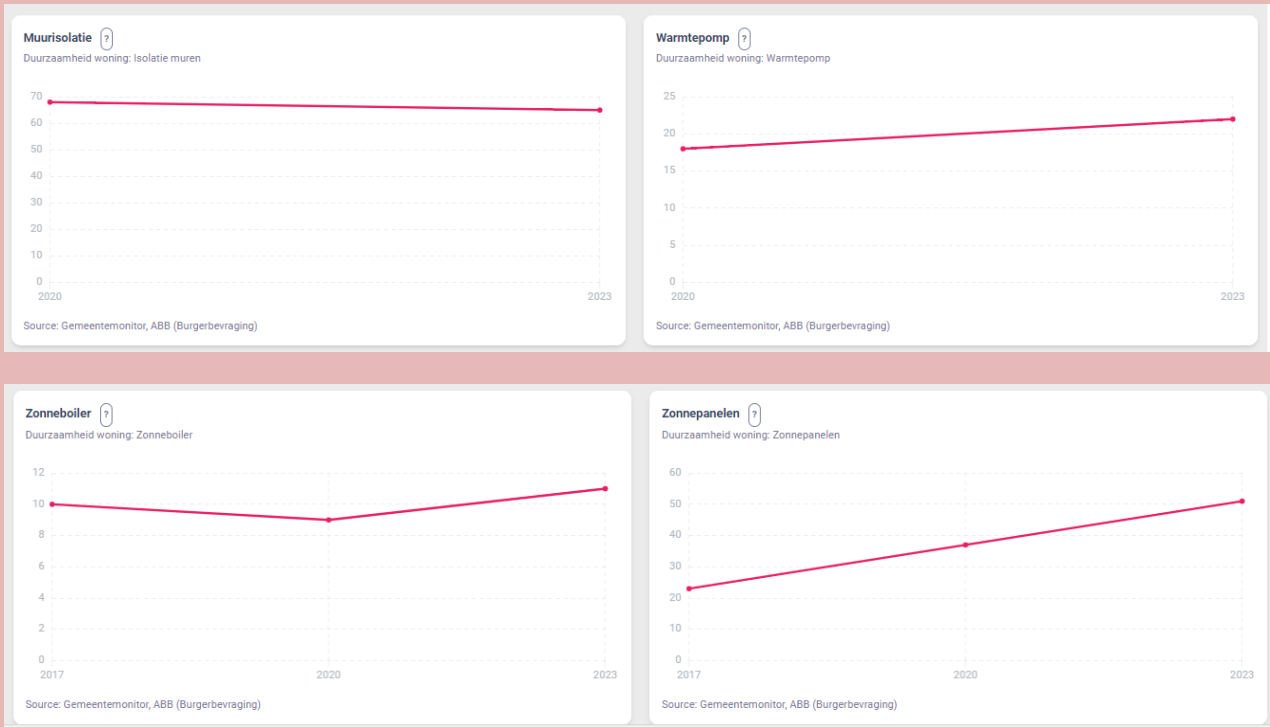 Muurisolatie ?
Duurzaamheid woning: Isolatie muren
70
60
50
40
30
20
10
0
2020 2023
Source: Gemeentemonitor, ABB (Burgerbevraging)
Warmtepomp ?
Duurzaamheid woning: Warmtepomp
25
20
15
10
5
0
2020 2023
Source: Gemeentemonitor, ABB (Burgerbevraging)
Zonneboiler ?
Duurzaamheid woning: Zonneboiler
12
10
8
6
4
2
0
2017 2020 2023
Source: Gemeentemonitor, ABB (Burgerbevraging)
Zonnepanelen ?
Duurzaamheid woning: Zonnepanelen
60
50
40
30
20
10
0
2017 2020 2023
Source: Gemeentemonitor, ABB (Burgerbevraging)